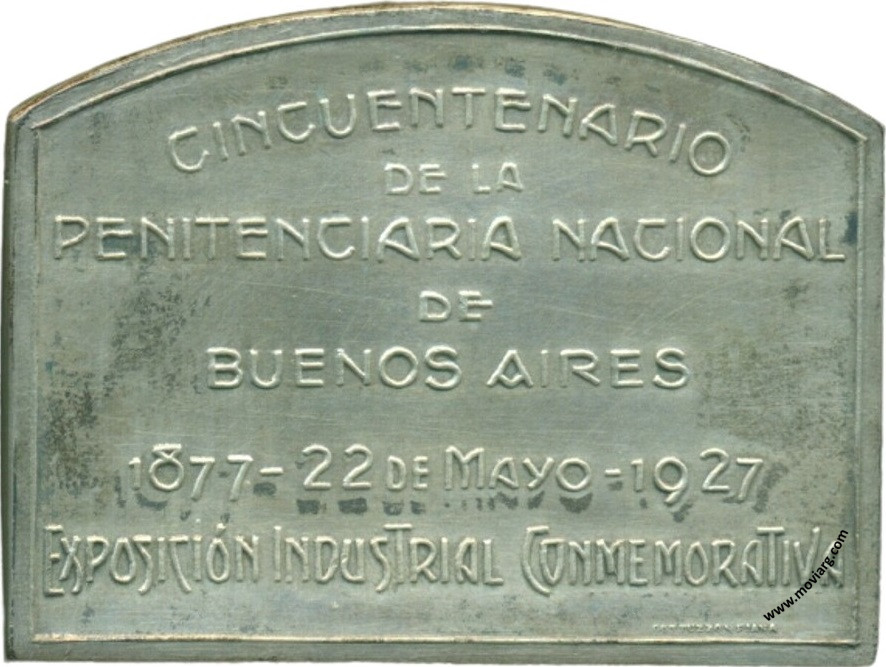 CINCUENTENARIO
DE LA
PENITENCIARIA NACIONAL
DE
BUENOS AIRES
1877-22 DE MAYO-1927
EXPOSICIÓN INDUSTRIAL CONMEMORATIVA
www.moviarg.com